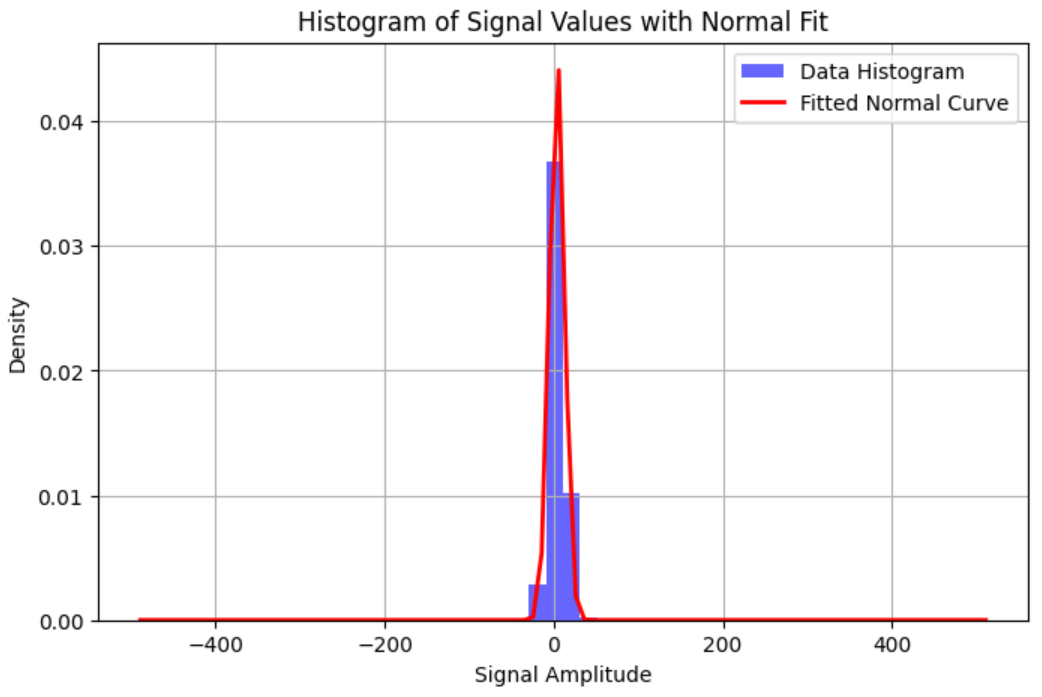 Histogram of Signal Values with Normal Fit
Data Histogram
Fitted Normal Curve
Density
0.04
0.03
0.02
0.01
0.00
−400
−200
0
200
400
Signal Amplitude